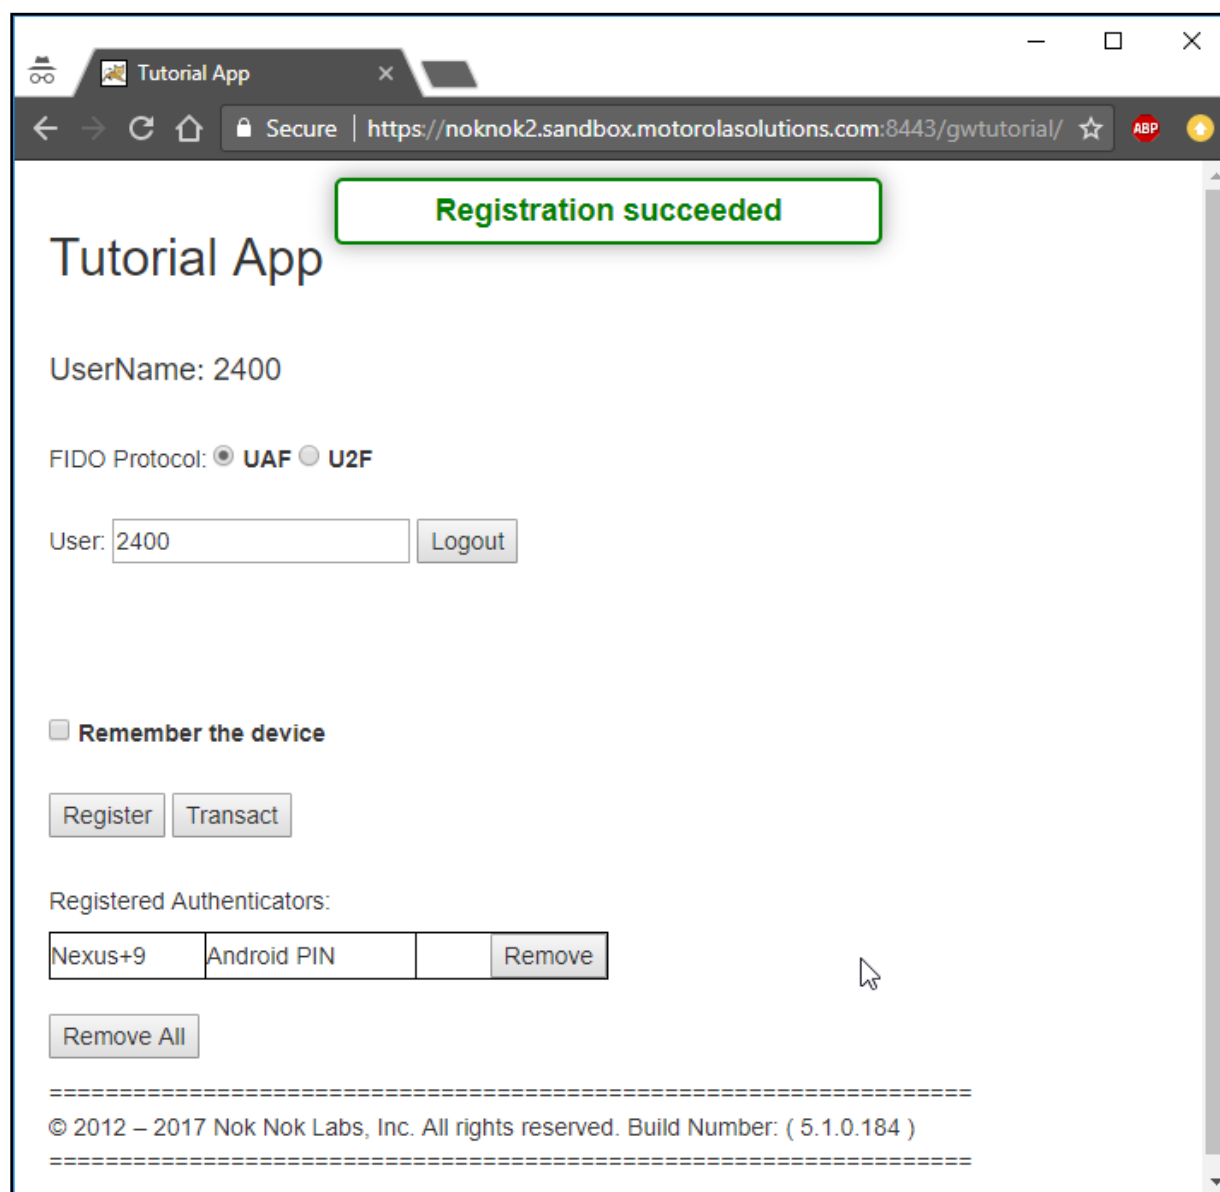 Tutorial App
Secure | https://noknok2.sandbox.motorolasolutions.com:8443/gwtutorial/
ABP
Registration succeeded
Tutorial App
UserName: 2400
FIDO Protocol: UAF U2F
User: 2400 Logout
Remember the device
Register Transact
Registered Authenticators:
Nexus+9 Android PIN Remove
Remove All
==================================================================
© 2012 – 2017 Nok Nok Labs, Inc. All rights reserved. Build Number: ( 5.1.0.184 )
==================================================================